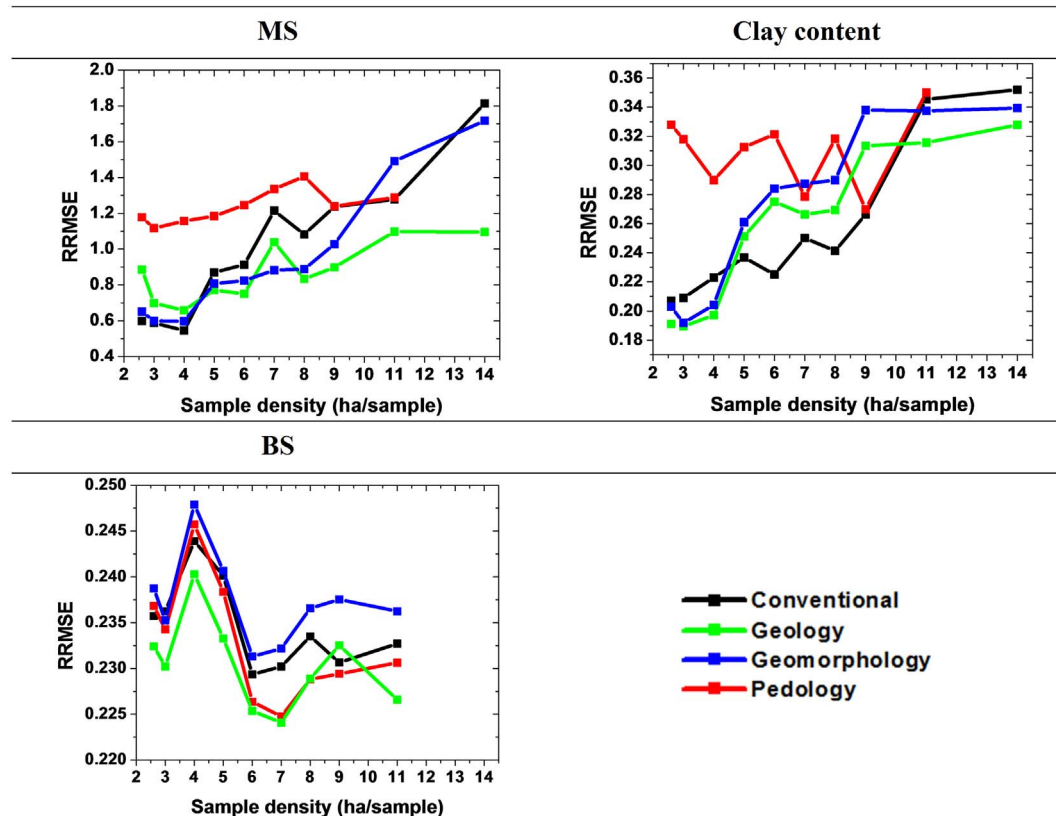 MS
Clay content
2.0
1.8
1.6
1.4
1.2
1.0
0.8
0.6
0.4
RRMSE
2 3 4 5 6 7 8 9 10 11 12 13 14
Sample density (ha/sample)
0.36
0.34
0.32
0.30
0.28
0.26
0.24
0.22
0.20
0.18
RRMSE
2 3 4 5 6 7 8 9 10 11 12 13 14
Sample density (ha/sample)
BS
0.250
0.245
0.240
0.235
0.230
0.225
0.220
RRMSE
2 3 4 5 6 7 8 9 10 11 12 13 14
Sample density (ha/sample)
Conventional
Geology
Geomorphology
Pedology